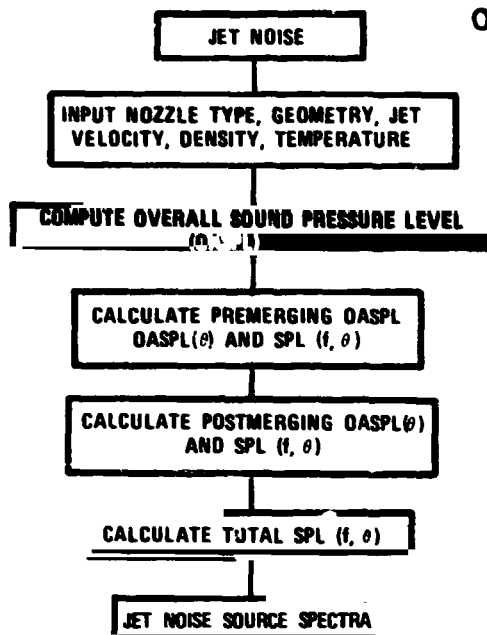 O
JET NOISE
INPUT NOZZLE TYPE, GEOMETRY, JET
VELOCITY, DENSITY, TEMPERATURE
COMPUTE OVERALL SOUND PRESSURE LEVEL
CALCULATE PREMERGING OASPL
OASPL(θ) AND SPL (f, θ)
CALCULATE POSTMERGING OASPL(θ)
AND SPL (f, θ)
CALCULATE TOTAL SPL (f, θ)
JET NOISE SOURCE SPECTRA